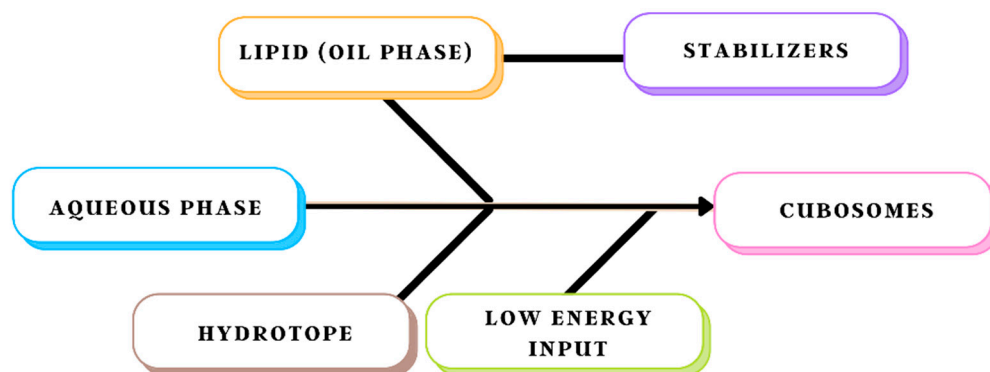 LIPID (OIL PHASE)
STABILIZERS
AQUEOUS PHASE
CUBOSOMES
HYDROTOPE
LOW ENERGY
INPUT